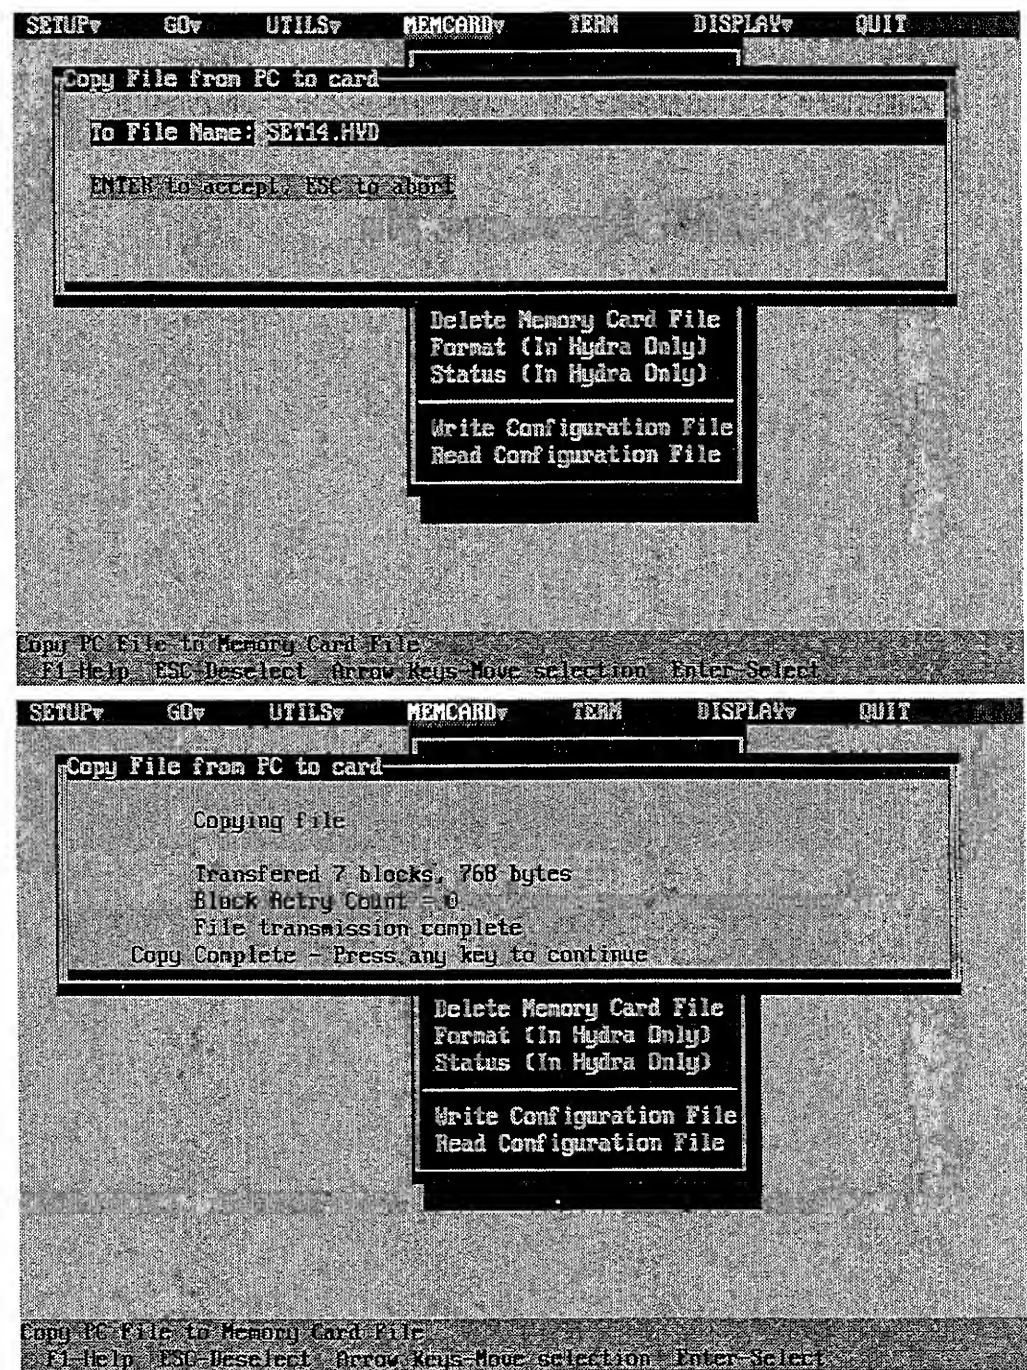 SETUP▿ GO▿ UTILS▿ MEMCARD▿ TERM DISPLAY▿ QUIT
Copy File from PC to card
To File Name: SET14.HYD
ENTER to accept, ESC to abort
Delete Memory Card File
Format (In Hydra Only)
Status (In Hydra Only)
Write Configuration File
Read Configuration File
Copy PC File to Memory Card File
F1-Help ESC-Deselect Arrow Keys-Move selection Enter-Select
SETUP▿ GO▿ UTILS▿ MEMCARD▿ TERM DISPLAY▿ QUIT
Copy File from PC to card
Copying file
Transfered 7 blocks, 768 bytes
Block Retry Count = 0
File transmission complete
Copy Complete - Press any key to continue
Delete Memory Card File
Format (In Hydra Only)
Status (In Hydra Only)
Write Configuration File
Read Configuration File
Copy PC File to Memory Card File
F1-Help ESC-Deselect Arrow Keys-Move selection Enter-Select